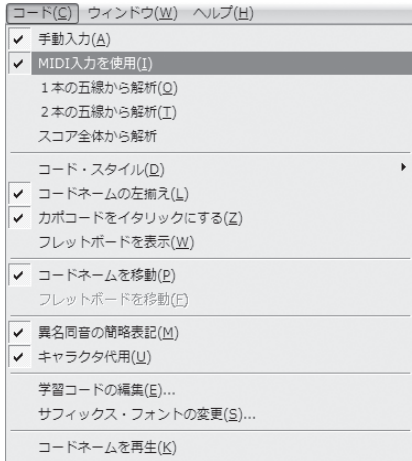 コード(C) ウィンドウ(W) ヘルプ(H)
✔ 手動入力(A)
✔ MIDI入力を使用(I)
1本の五線から解析(O)
2本の五線から解析(T)
スコア全体から解析
コード・スタイル(D)
✔ コードネームの左揃え(L)
✔ カポコードをイタリックにする(Z)
フレットボードを表示(W)
✔ コードネームを移動(P)
フレットボードを移動(F)
✔ 異名同音の簡略表記(M)
✔ キャラクタ代用(U)
学習コードの編集(E)...
サフィックス・フォントの変更(S)...
コードネームを再生(K)